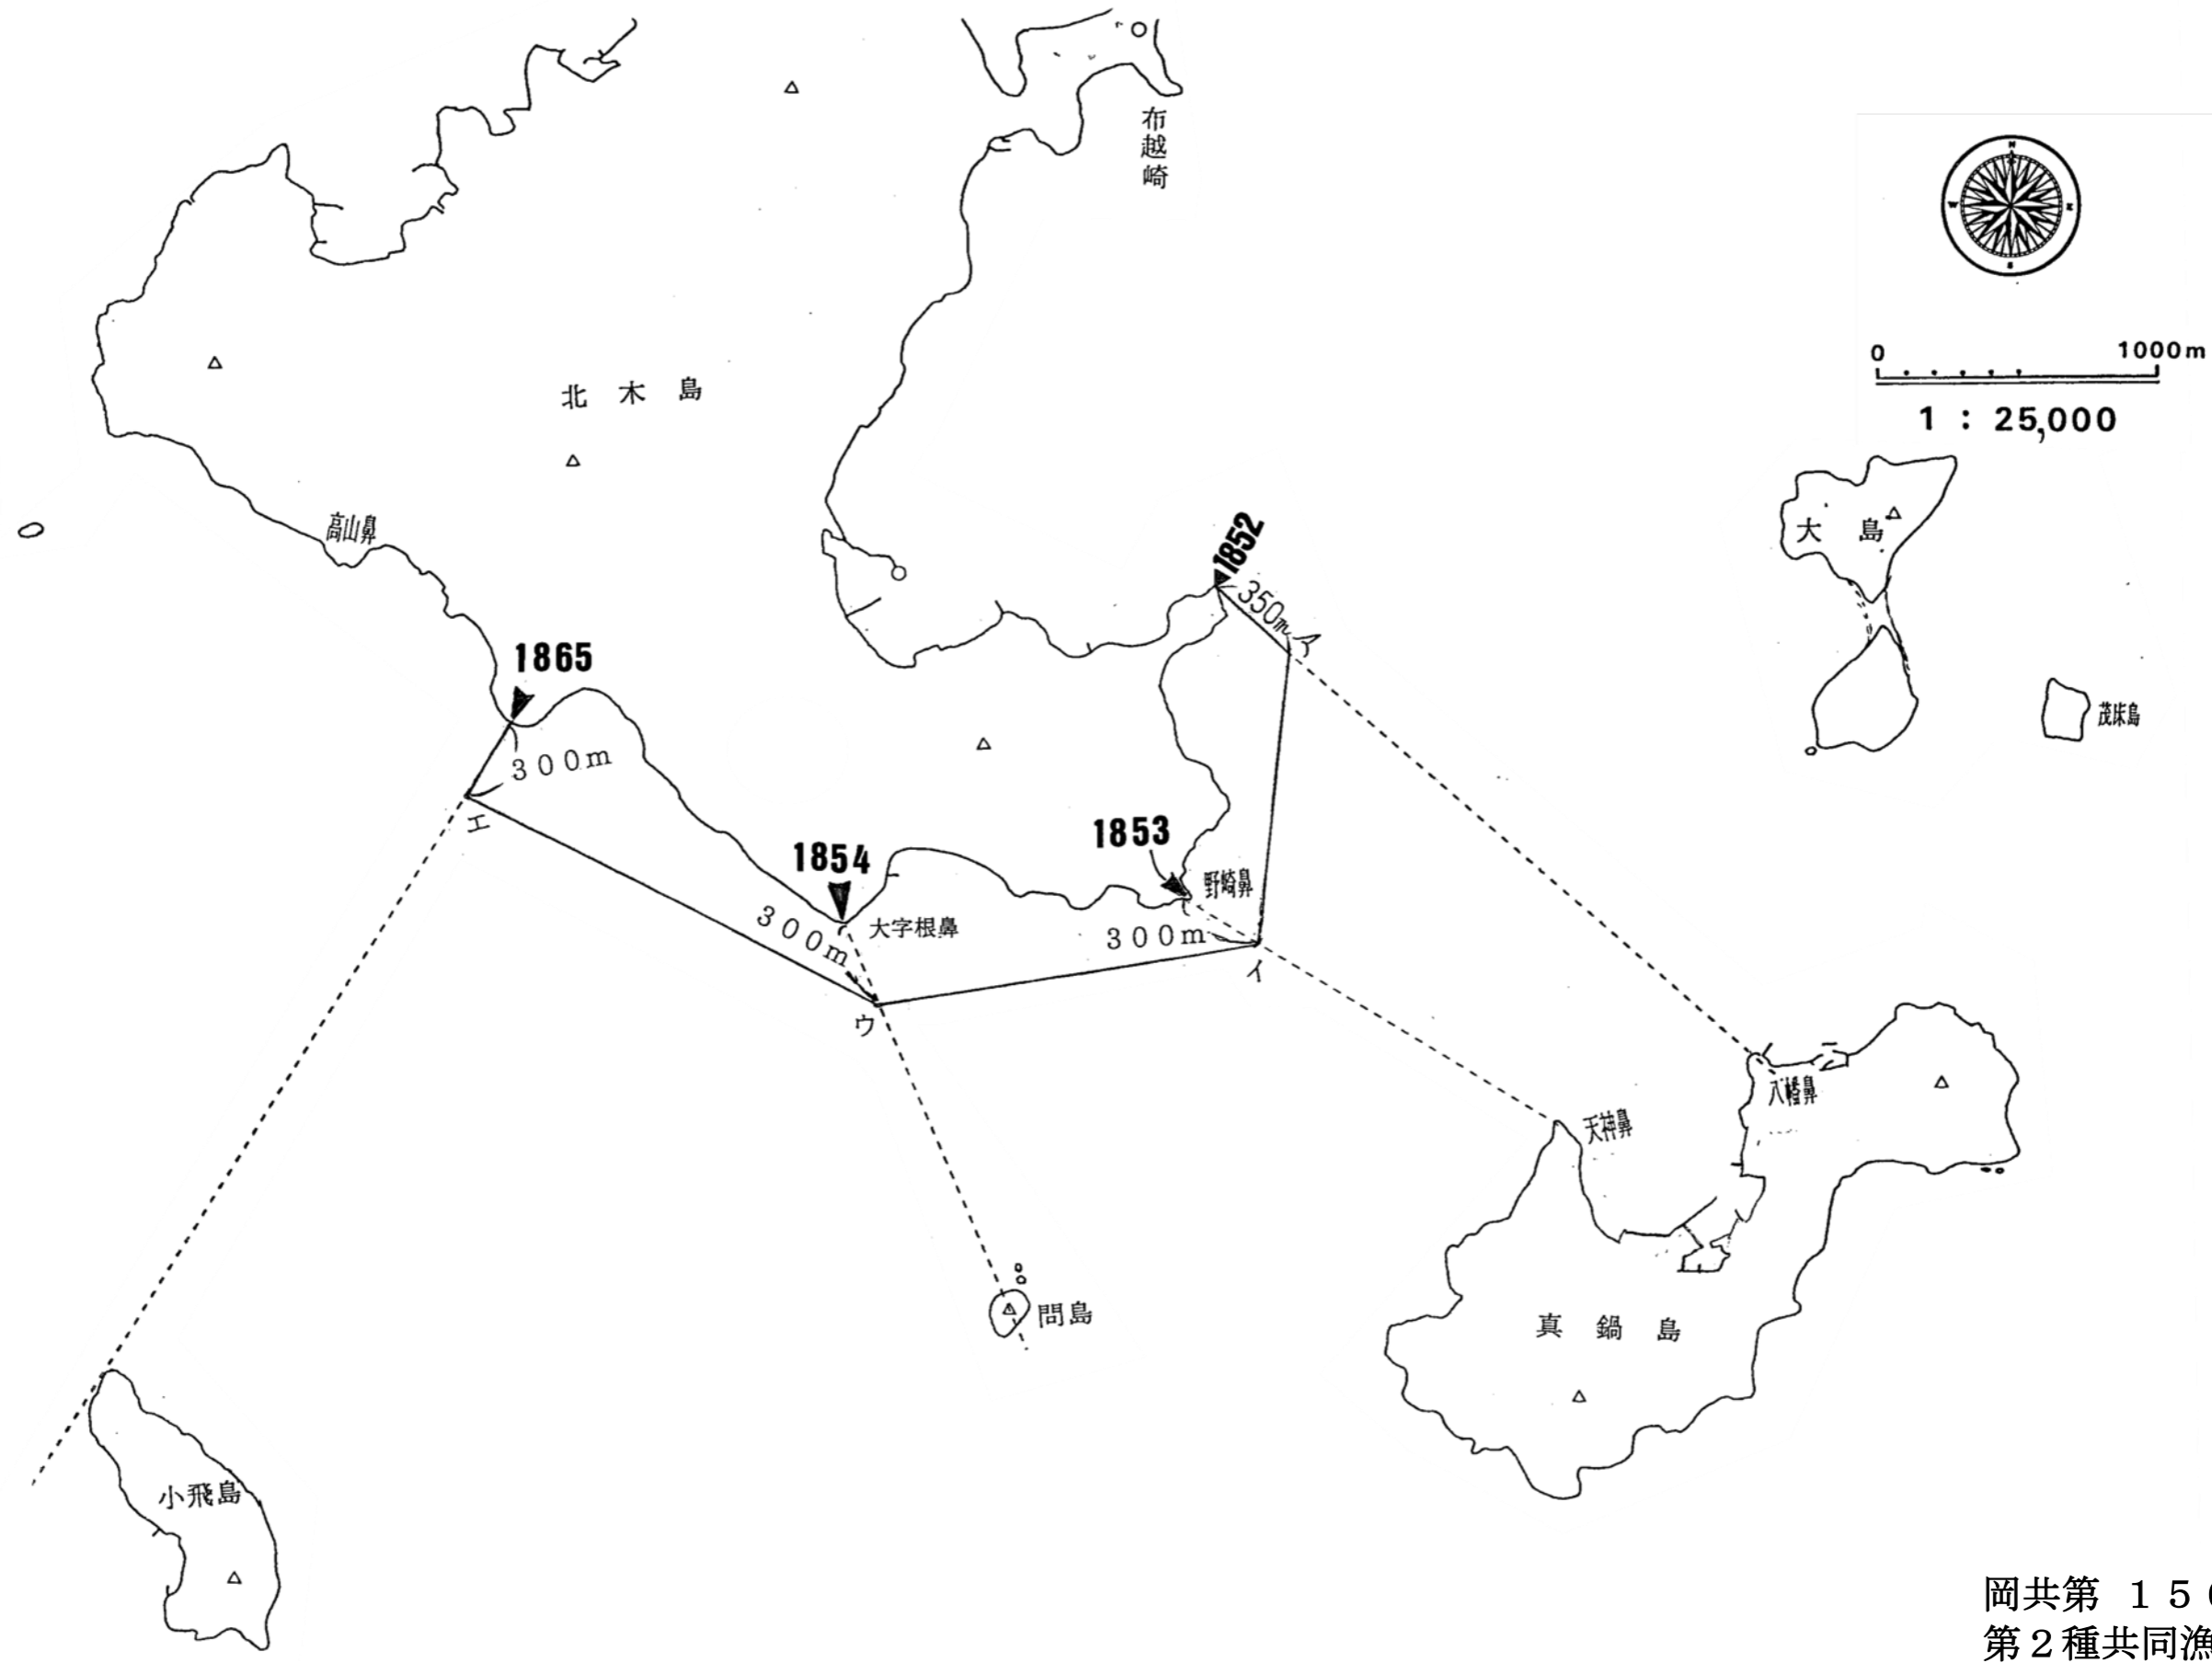 布越崎
N
W
E
S
0 1000m
1 : 25,000
北木島
高山鼻
大島
茂床島
1852
350m
ア
1865
300m
エ
1854
大字根鼻
300m
ウ
1853
野崎鼻
300m
イ
八幡鼻
天神鼻
真鍋島
問島
小飛島
岡共第 15
第2種共同漁